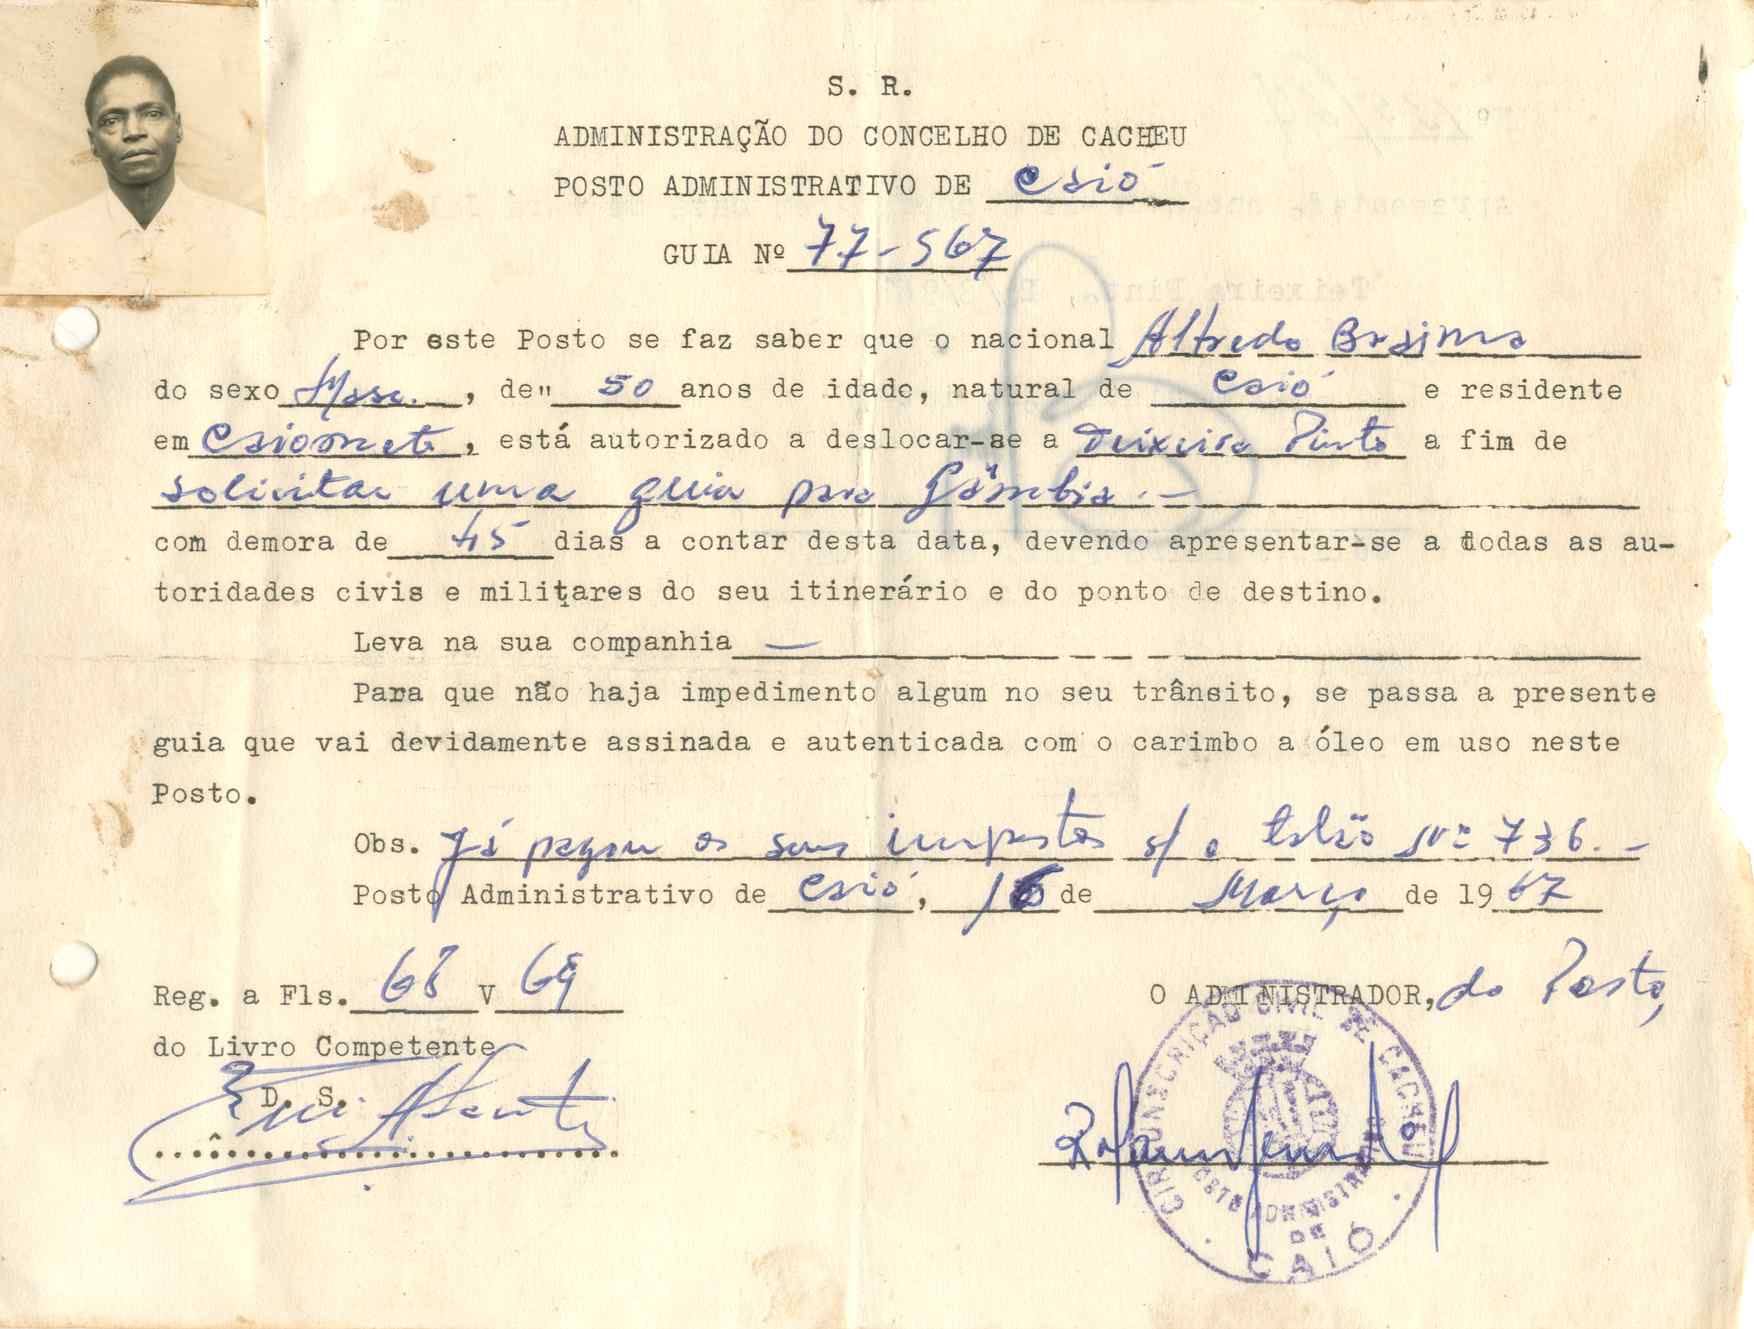 S. R.
ADMINISTRAÇÃO DO CONCELHO DE CACHEU
POSTO ADMINISTRATIVO DE Caió
GUIA Nº 77-967
Por este Posto se faz saber que o nacional Alfredo
do sexo Masc., de" 50 anos de idade, natural de Caió e residente
em Caiomete, está autorizado a deslocar-se a Teixeira Pinto a fim de
solicitar uma guia para Gâmbia.-
com demora de 45 dias a contar desta data, devendo apresentar-se a todas as au-
toridades civis e militares do seu itinerário e do ponto de destino.
Leva na sua companhia —
Para que não haja impedimento algum no seu trânsito, se passa a presente
guia que vai devidamente assinada e autenticada com o carimbo a óleo em uso neste
Posto.
Obs. Já pagou os seus impostos s/ o talão nº 736.-
Posto Administrativo de Caió, 16 de Março de 1967
Reg. a Fls. 68 V 69
O ADMINISTRADOR, do Posto,
do Livro Competente
D. S.
CIRCUNSCRIÇÃO CIVIL DE CACHEU
POSTO ADMINISTRATIVO
DE
CAIÓ